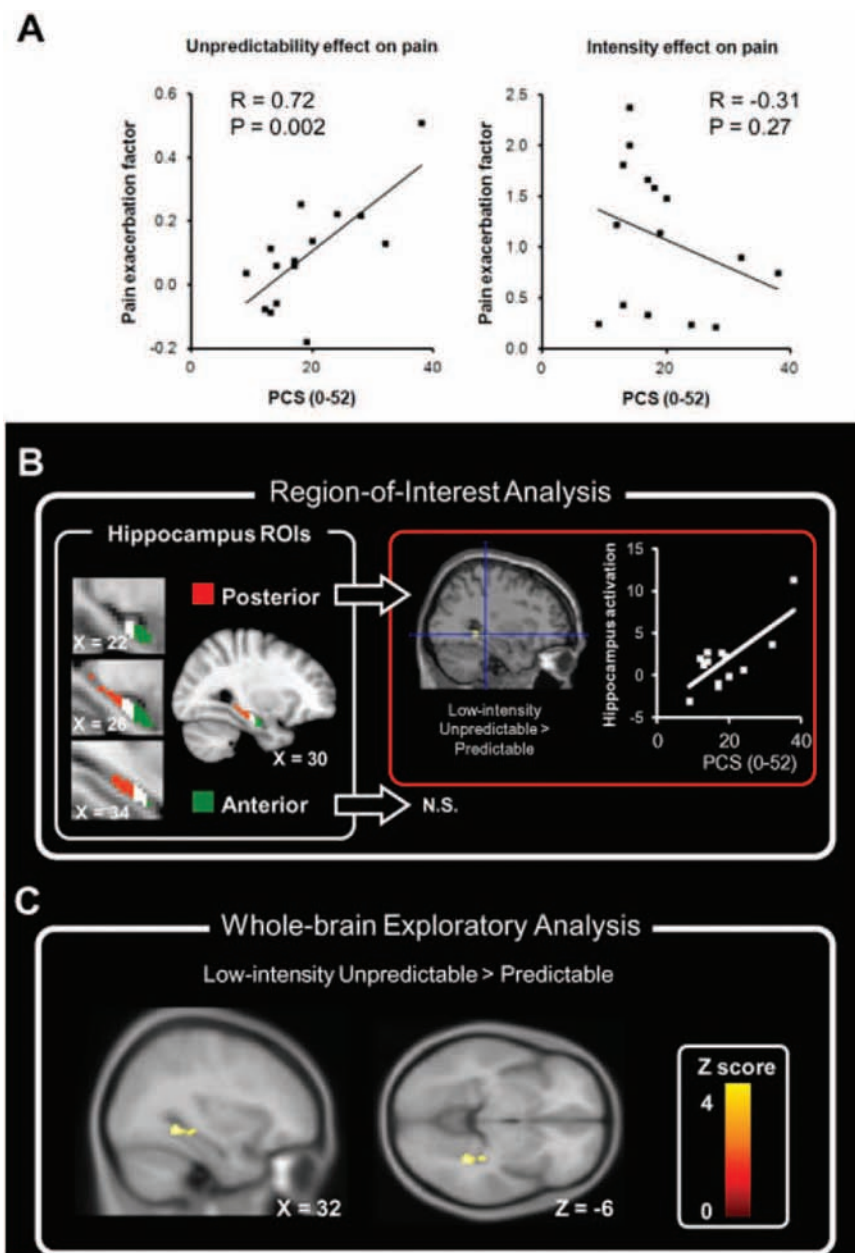 A
Unpredictability effect on pain
Pain exacerbation factor
0.6
0.4
0.2
0.0
-0.2
R = 0.72
P = 0.002
0
20
40
PCS (0-52)
Intensity effect on pain
Pain exacerbation factor
2.5
2.0
1.5
1.0
0.5
0.0
R = -0.31
P = 0.27
0
20
40
PCS (0-52)
B
Region-of-Interest Analysis
Hippocampus ROIs
X = 22
X = 26
X = 34
Posterior
X = 30
Anterior
Low-intensity
Unpredictable >
Predictable
Hippocampus activation
15
10
5
0
-5
0
20
40
PCS (0-52)
N.S.
C
Whole-brain Exploratory Analysis
Low-intensity Unpredictable > Predictable
X = 32
Z = -6
Z score
4
0